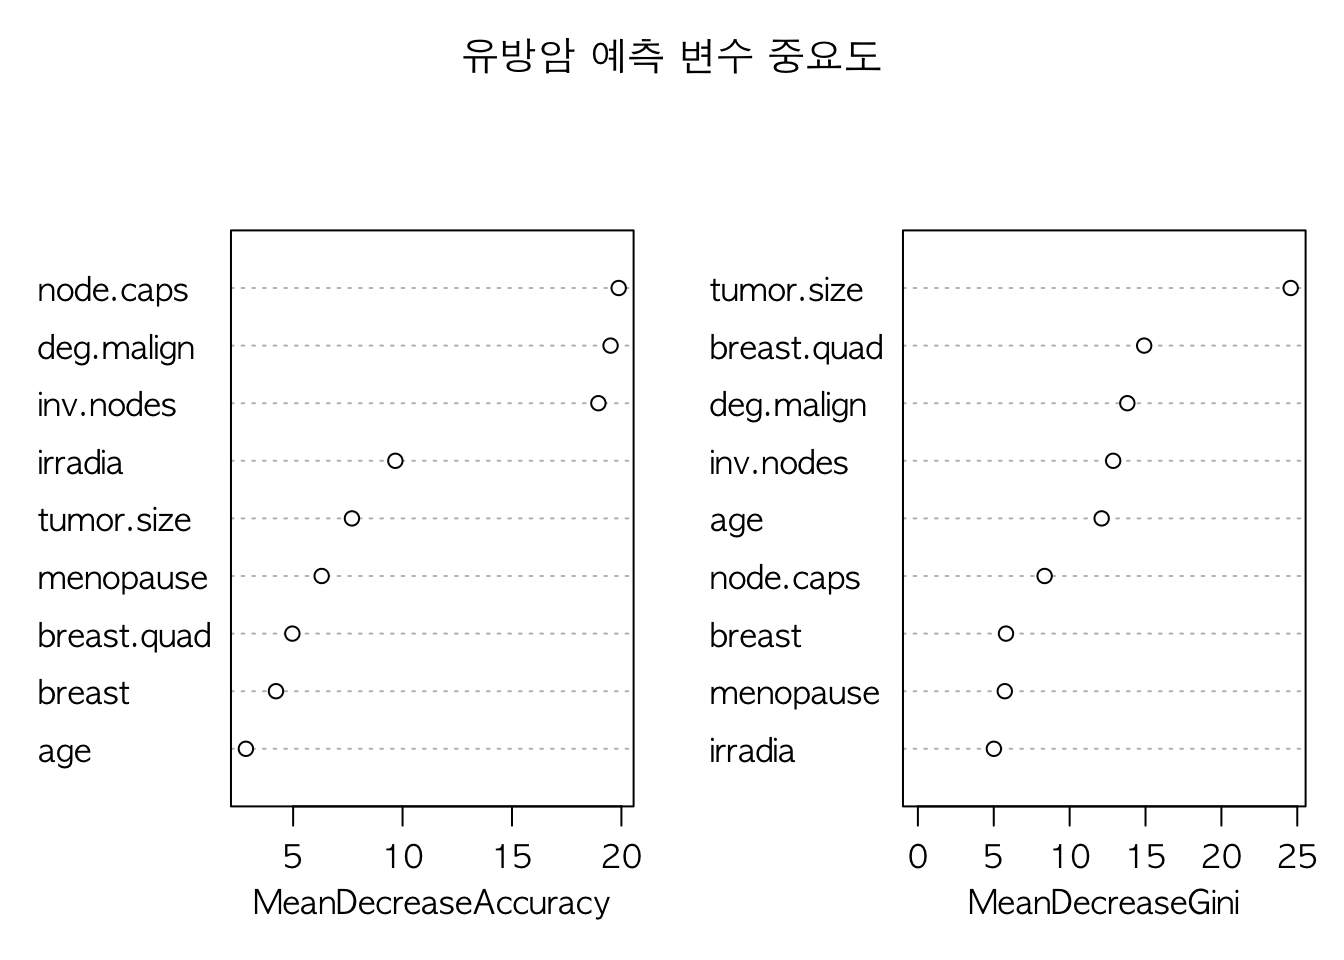 유방암 예측 변수 중요도
node.caps
deg.malign
inv.nodes
irradia
tumor.size
menopause
breast.quad
breast
age
5 10 15 20
MeanDecreaseAccuracy
tumor.size
breast.quad
deg.malign
inv.nodes
age
node.caps
breast
menopause
irradia
0 5 10 15 20 25
MeanDecreaseGini